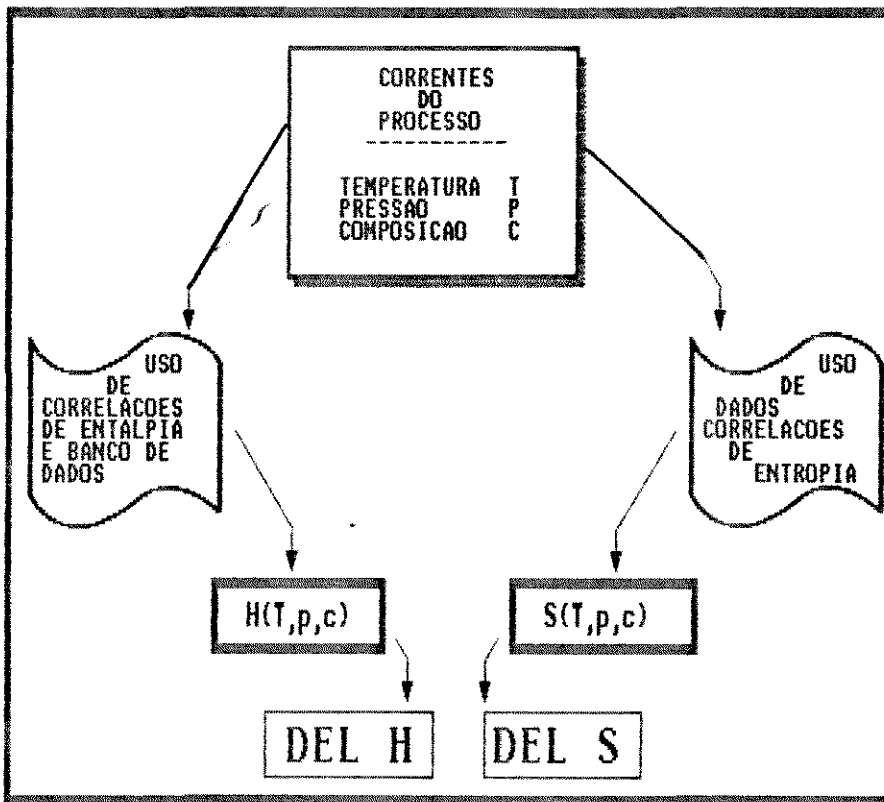 CORRENTES
DO
PROCESSO
-----------
TEMPERATURA T
PRESSAO P
COMPOSICAO C
USO
DE
CORRELACOES
DE ENTALPIA
E BANCO DE
DADOS
USO
DE
DADOS
CORRELACOES
DE
ENTROPIA
H(T,p,c)
S(T,p,c)
DEL H
DEL S